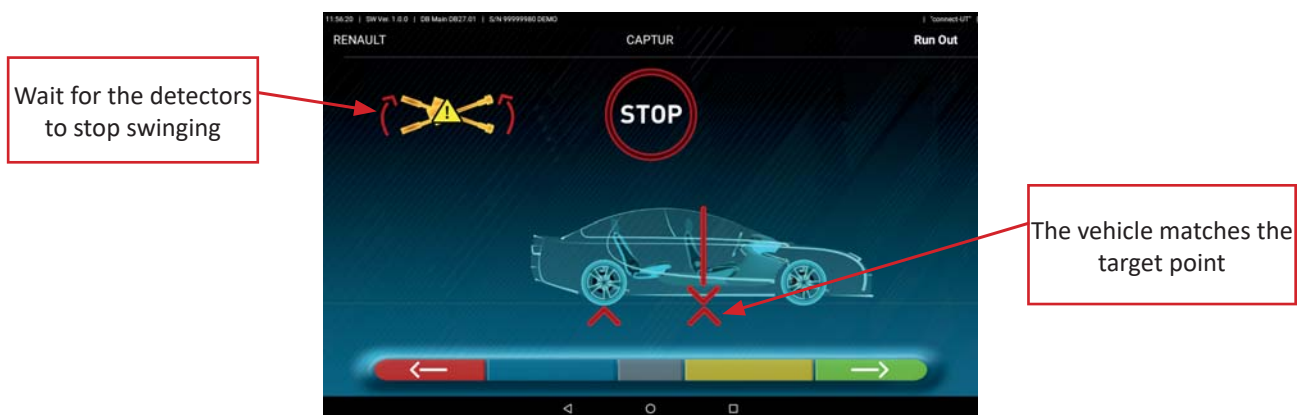 11:56:20 | SW Ver. 1.0.0 | DB Main DB27.01 | S/N 99999980 DEMO | "connect-UT" |
RENAULT CAPTUR Run Out
Wait for the detectors
to stop swinging
STOP
The vehicle matches the
target point